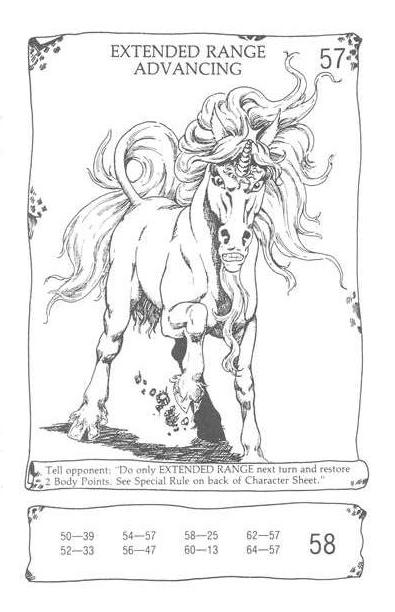 EXTENDED RANGE
ADVANCING
57
Tell opponent: "Do only EXTENDED RANGE next turn and restore
2 Body Points. See Special Rule on back of Character Sheet."
50—39 54—57 58—25 62—57
52—33 56—47 60—13 64—57
58